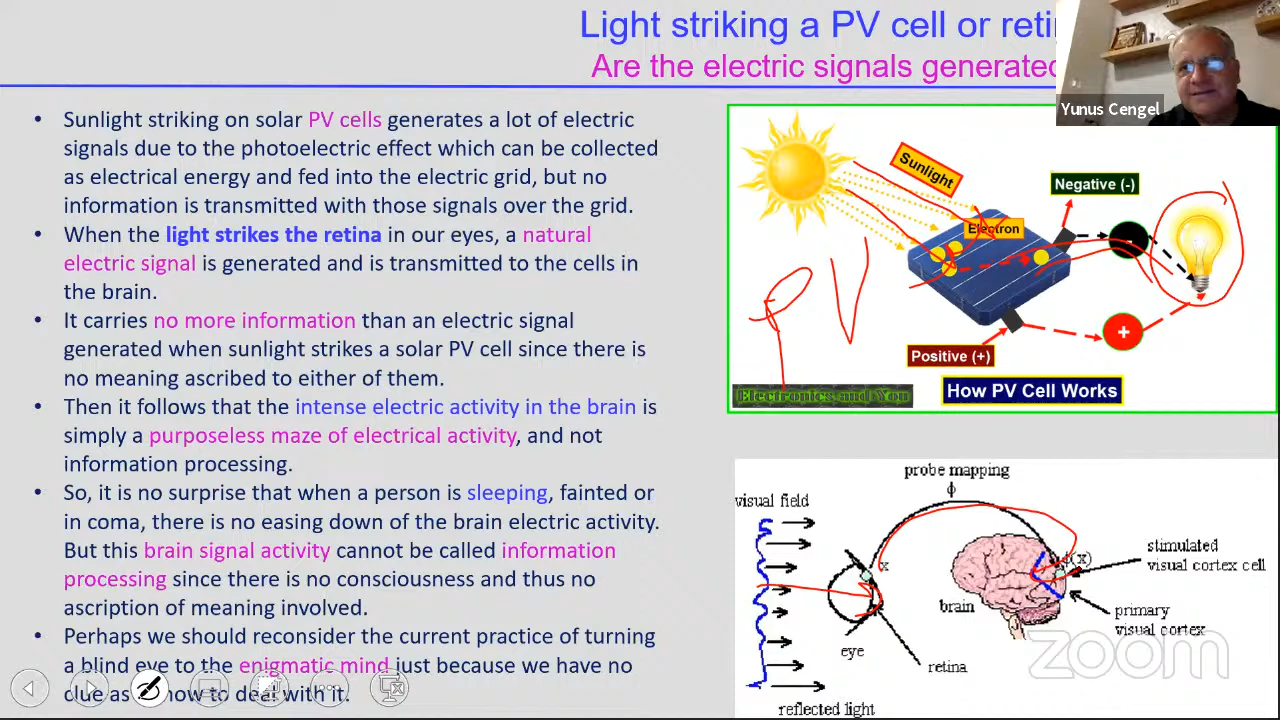 Light striking a PV cell or
Are the electric signals generated
Yunus Cengel
• Sunlight striking on solar PV cells generates a lot of electric
signals due to the photoelectric effect which can be collected
as electrical energy and fed into the electric grid, but no
information is transmitted with those signals over the grid.
• When the light strikes the retina in our eyes, a natural
electric signal is generated and is transmitted to the cells in
the brain.
• It carries no more information than an electric signal
generated when sunlight strikes a solar PV cell since there is
no meaning ascribed to either of them.
• Then it follows that the intense electric activity in the brain is
simply a purposeless maze of electrical activity, and not
information processing.
• So, it is no surprise that when a person is sleeping, fainted or
in coma, there is no easing down of the brain electric activity.
But this brain signal activity cannot be called information
processing since there is no consciousness and thus no
ascription of meaning involved.
• Perhaps we should reconsider the current practice of turning
a blind eye to the enigmatic mind just because we have no
clue as how to deal with it.
Sunlight
Negative (-)
Electron
PV
+
Positive (+)
How PV Cell Works
Electronics and You
probe mapping
ϕ
visual field
x
ϕ(x)
stimulated
visual cortex cell
brain
primary
visual cortex
eye
retina
reflected light
zoom